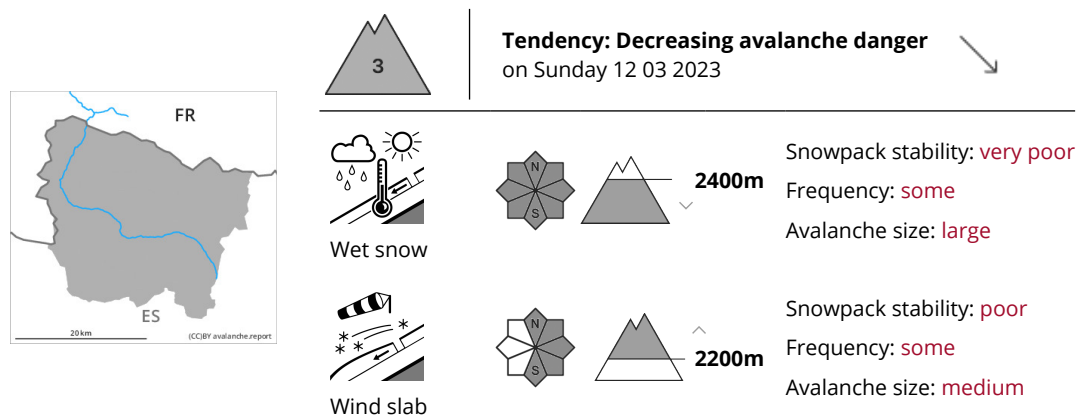 3
Tendency: Decreasing avalanche danger
on Sunday 12 03 2023
FR
ES
20 km
(CC)BY avalanche.report
Wet snow
N
S
2400m
Snowpack stability: very poor
Frequency: some
Avalanche size: large
Wind slab
N
S
2200m
Snowpack stability: poor
Frequency: some
Avalanche size: medium